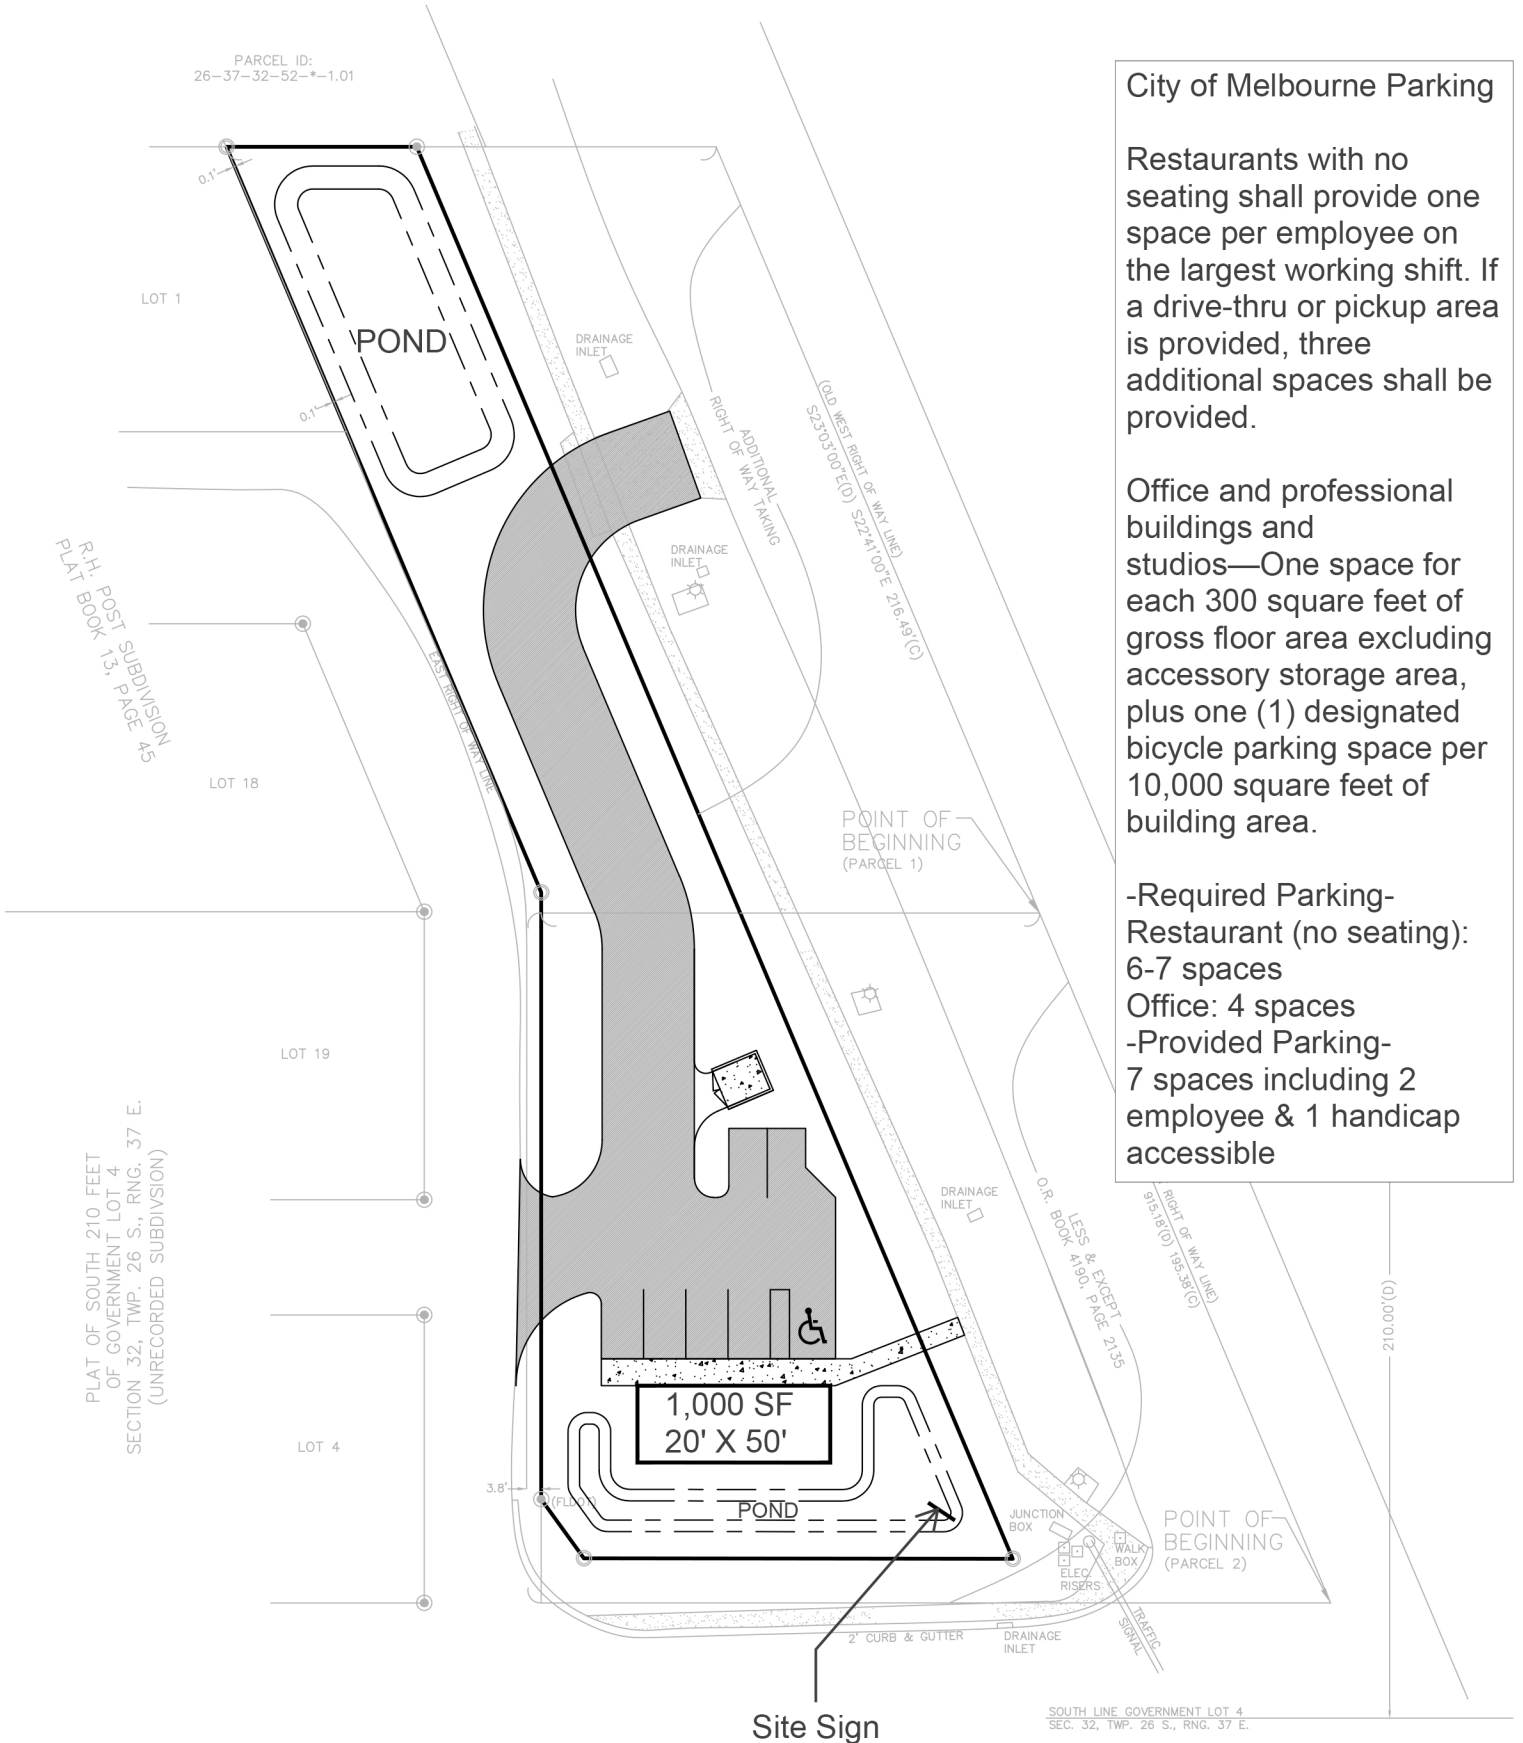 PARCEL ID:
26-37-32-52-*-1.01
City of Melbourne Parking
Restaurants with no
seating shall provide one
space per employee on
the largest working shift. If
a drive-thru or pickup area
is provided, three
additional spaces shall be
provided.
Office and professional
buildings and
studios—One space for
each 300 square feet of
gross floor area excluding
accessory storage area,
plus one (1) designated
bicycle parking space per
10,000 square feet of
building area.
-Required Parking-
Restaurant (no seating):
6-7 spaces
Office: 4 spaces
-Provided Parking-
7 spaces including 2
employee & 1 handicap
accessible
0.1'
LOT 1
POND
DRAINAGE
INLET
0.1'
ADDITIONAL
RIGHT OF WAY TAKING
(OLD WEST RIGHT OF WAY LINE)
S23°03'00"E(D) S22°41'00"E 216.49'(C)
DRAINAGE
INLET
R.H. POST SUBDIVISION
PLAT BOOK 13, PAGE 45
EAST RIGHT OF WAY LINE
LOT 18
POINT OF
BEGINNING
(PARCEL 1)
LOT 19
PLAT OF SOUTH 210 FEET
OF GOVERNMENT LOT 4
SECTION 32, TWP. 26 S., RNG. 37 E.
(UNRECORDED SUBDIVSION)
DRAINAGE
INLET
LESS & EXCEPT
O.R. BOOK 4190, PAGE 2135
RIGHT OF WAY LINE)
915.18'(D) 195.38'(C)
210.00'(D)
1,000 SF
20' X 50'
LOT 4
3.8'
(FLDOT)
POND
JUNCTION
BOX
WALK
BOX
ELEC.
RISERS
POINT OF
BEGINNING
(PARCEL 2)
TRAFFIC
SIGNAL
2' CURB & GUTTER
DRAINAGE
INLET
Site Sign
SOUTH LINE GOVERNMENT LOT 4
SEC. 32, TWP. 26 S., RNG. 37 E.